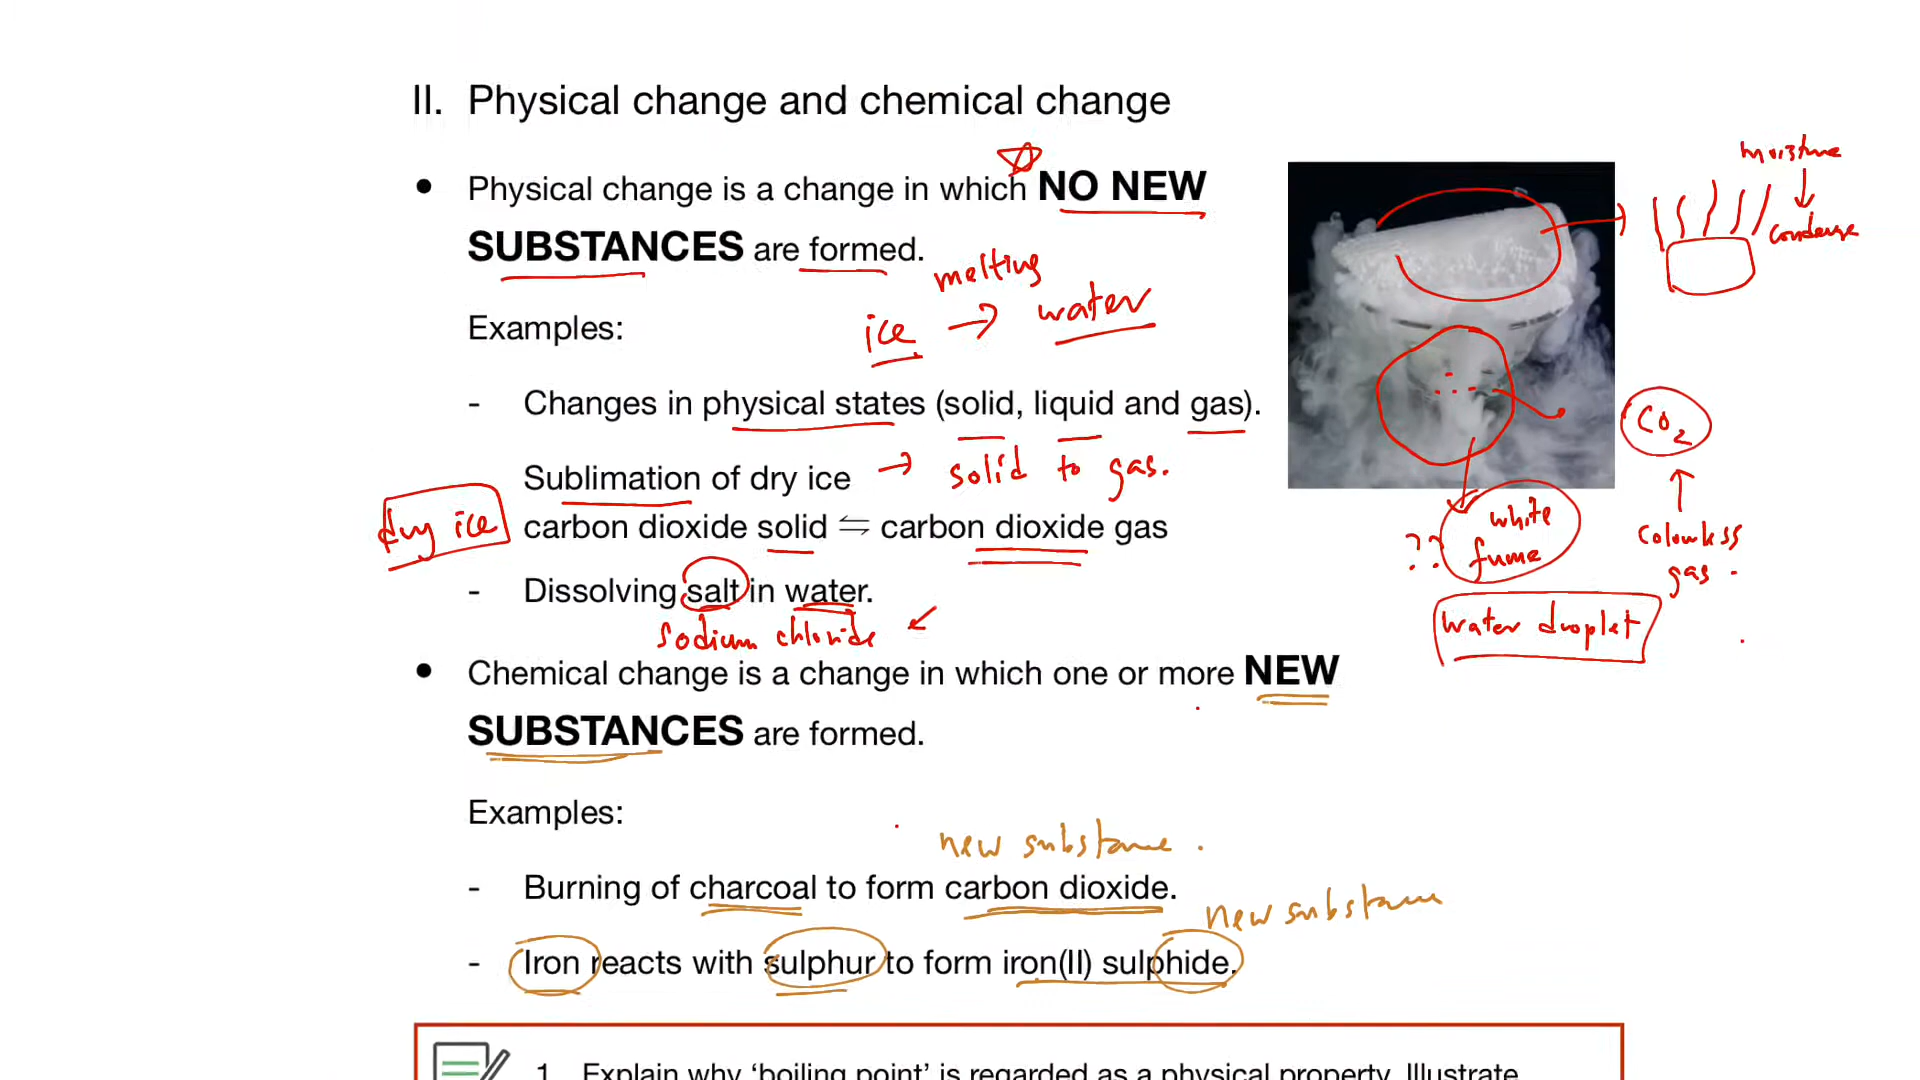 II. Physical change and chemical change
• Physical change is a change in which NO NEW
SUBSTANCES are formed.
melting
Examples:
ice → water
- Changes in physical states (solid, liquid and gas).
Sublimation of dry ice → solid to gas.
dry ice
carbon dioxide solid ⇋ carbon dioxide gas
- Dissolving salt in water.
sodium chloride
• Chemical change is a change in which one or more NEW
SUBSTANCES are formed.
Examples:
new substance.
- Burning of charcoal to form carbon dioxide.
new substance
- Iron reacts with sulphur to form iron(II) sulphide.
1. Explain why ‘boiling point’ is regarded as a physical property. Illustrate
moisture
↓
condense
CO₂
↑
colourless
gas.
white
?? fume
water droplet